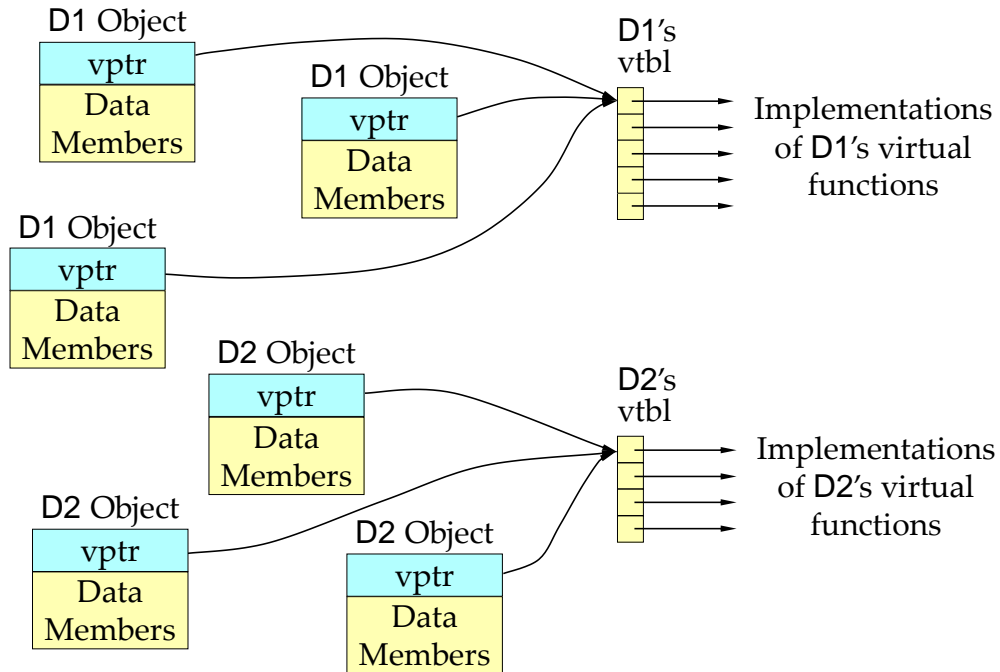 D1 Object
vptr
Data
Members
D1 Object
vptr
Data
Members
D1 Object
vptr
Data
Members
D1's
vtbl
Implementations
of D1's virtual
functions
D2 Object
vptr
Data
Members
D2 Object
vptr
Data
Members
D2 Object
vptr
Data
Members
D2's
vtbl
Implementations
of D2's virtual
functions